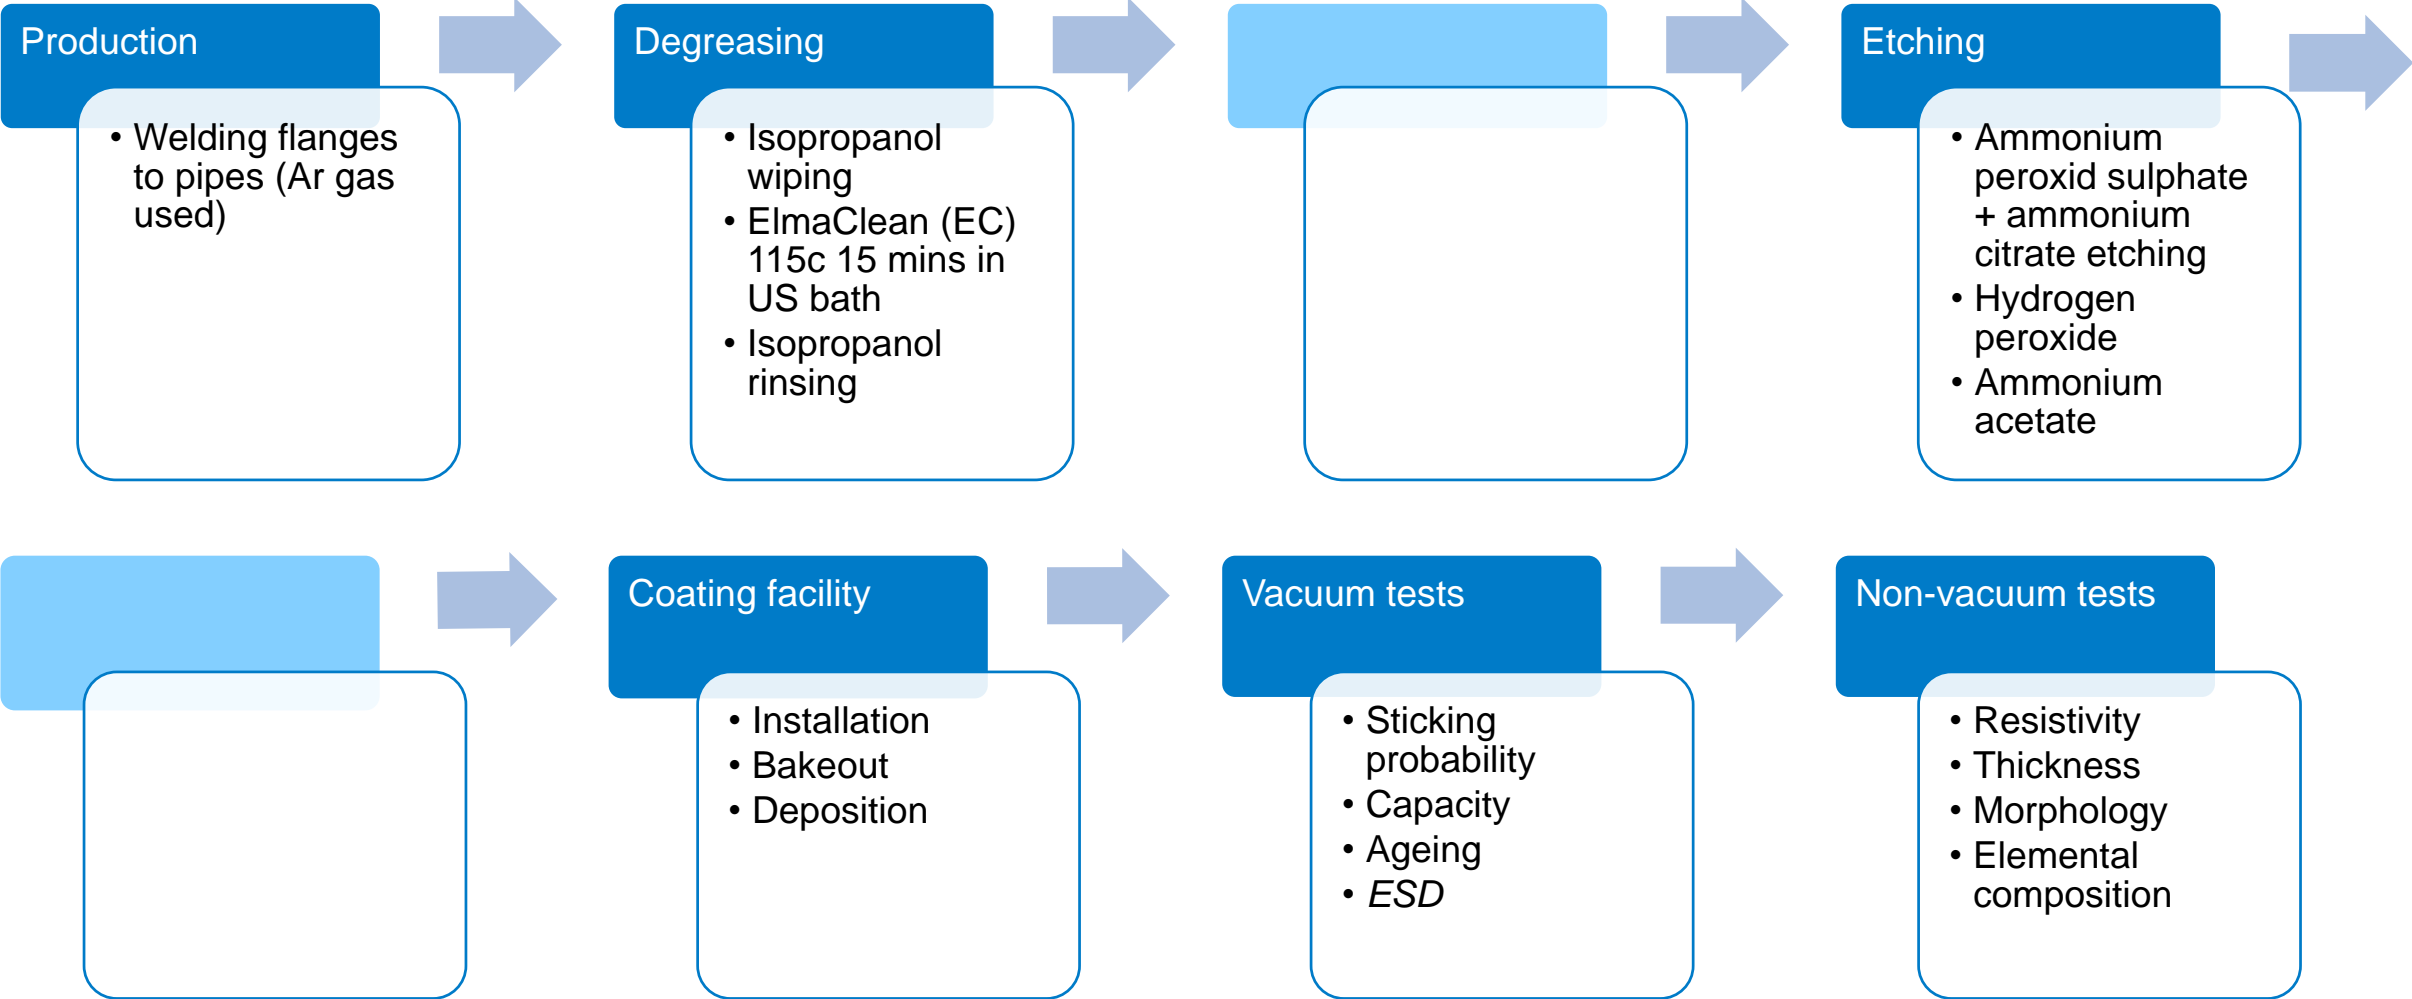 Production
• Welding flanges
to pipes (Ar gas
used)
Degreasing
• Isopropanol
wiping
• ElmaClean (EC)
115c 15 mins in
US bath
• Isopropanol
rinsing
Etching
• Ammonium
peroxid sulphate
+ ammonium
citrate etching
• Hydrogen
peroxide
• Ammonium
acetate
Coating facility
• Installation
• Bakeout
• Deposition
Vacuum tests
• Sticking
probability
• Capacity
• Ageing
• ESD
Non-vacuum tests
• Resistivity
• Thickness
• Morphology
• Elemental
composition